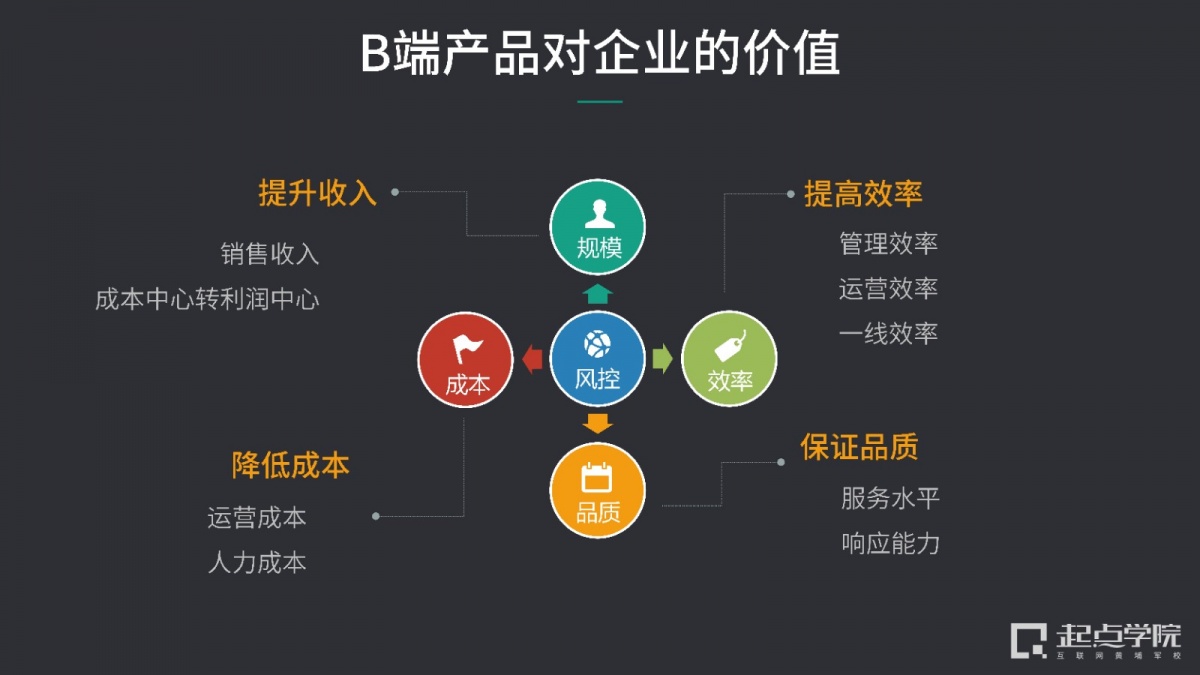 B端产品对企业的价值
提升收入
销售收入
成本中心转利润中心
规模
提高效率
管理效率
运营效率
一线效率
成本
风控
效率
降低成本
运营成本
人力成本
品质
保证品质
服务水平
响应能力
起点学院
互联网黄埔军校